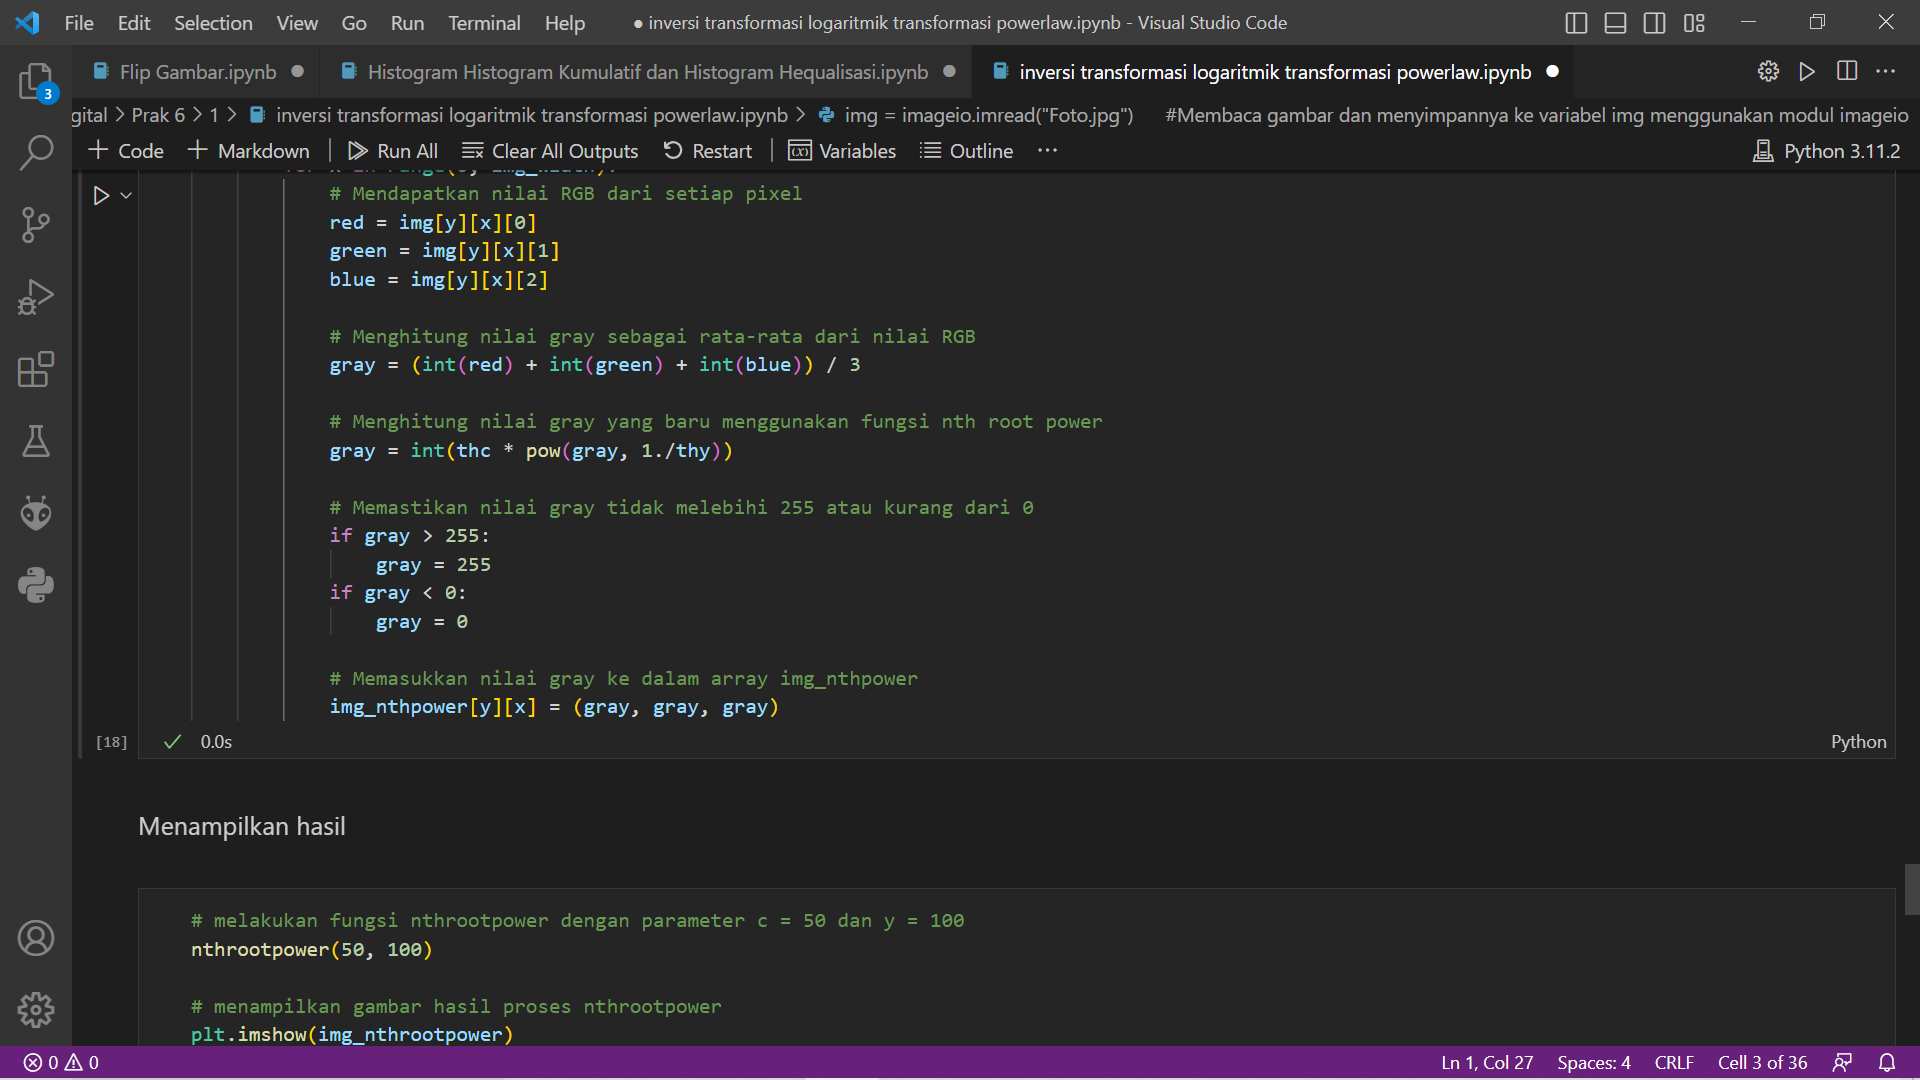 File Edit Selection View Go Run Terminal Help
● inversi transformasi logaritmik transformasi powerlaw.ipynb - Visual Studio Code
Flip Gambar.ipynb
Histogram Histogram Kumulatif dan Histogram Hequalisasi.ipynb
inversi transformasi logaritmik transformasi powerlaw.ipynb
3
gital > Prak 6 > 1 > inversi transformasi logaritmik transformasi powerlaw.ipynb > img = imageio.imread("Foto.jpg") #Membaca gambar dan menyimpannya ke variabel img menggunakan modul imageio
+ Code + Markdown | Run All Clear All Outputs Restart | Variables Outline ··· Python 3.11.2
# Mendapatkan nilai RGB dari setiap pixel
red = img[y][x][0]
green = img[y][x][1]
blue = img[y][x][2]
# Menghitung nilai gray sebagai rata-rata dari nilai RGB
gray = (int(red) + int(green) + int(blue)) / 3
# Menghitung nilai gray yang baru menggunakan fungsi nth root power
gray = int(thc * pow(gray, 1./thy))
# Memastikan nilai gray tidak melebihi 255 atau kurang dari 0
if gray > 255:
gray = 255
if gray < 0:
gray = 0
# Memasukkan nilai gray ke dalam array img_nthpower
img_nthpower[y][x] = (gray, gray, gray)
[18] 0.0s Python
Menampilkan hasil
# melakukan fungsi nthrootpower dengan parameter c = 50 dan y = 100
nthrootpower(50, 100)
# menampilkan gambar hasil proses nthrootpower
plt.imshow(img_nthrootpower)
0 0 Ln 1, Col 27 Spaces: 4 CRLF Cell 3 of 36